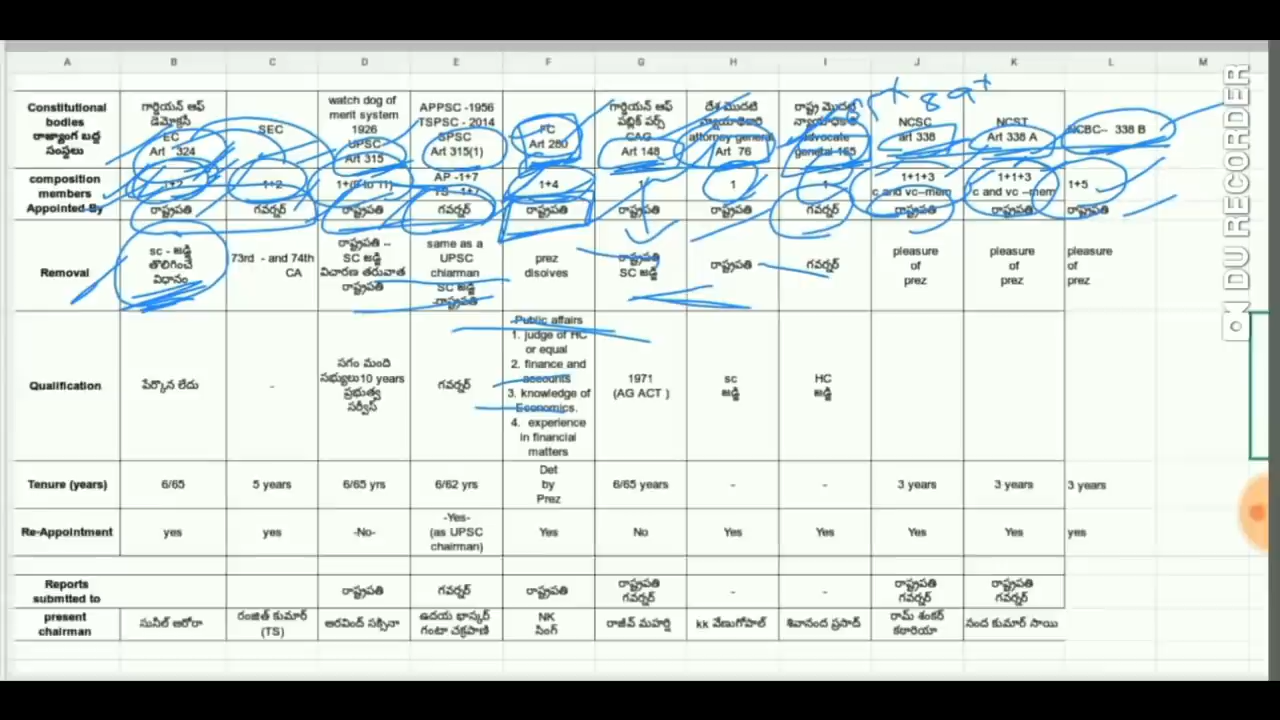 A B C D E F G H I J K L M
Constitutional
bodies
రాజ్యాంగ బద్ధ
సంస్థలు
గార్డియన్ ఆఫ్
డెమోక్రసీ
EC
Art 324
SEC
watch dog of
merit system
1926
UPSC
Art 315
APPSC -1956
TSPSC - 2014
SPSC
Art 315(1)
FC
Art 280
గార్డియన్ ఆఫ్
పబ్లిక్ పర్స్
CAG
Art 148
దేశ మొదటి
న్యాయాధికారి
attorney general
Art 76
రాష్ట్ర మొదటి
న్యాయాధికారి
advocate
general 165
NCSC
art 338
NCST
Art 338 A
NCBC-- 338 B
89+
composition
members
1+2
1+2
AP -1+7
1+4
1
1
1
1+1+3
c and vc --mem
1+1+3
c and vc --mem
1+5
Appointed By
రాష్ట్రపతి
గవర్నర్
రాష్ట్రపతి
గవర్నర్
రాష్ట్రపతి
రాష్ట్రపతి
రాష్ట్రపతి
గవర్నర్
రాష్ట్రపతి
రాష్ట్రపతి
రాష్ట్రపతి
Removal
sc - జడ్జి
తొలిగించే
విధానం
73rd - and 74th
CA
రాష్ట్రపతి --
SC జడ్జి
విచారణ తరువాత
రాష్ట్రపతి
same as a
UPSC
chiarman
SC జడ్జి
-రాష్ట్రపతి
prez
disolves
రాష్ట్రపతి
SC జడ్జి
రాష్ట్రపతి
గవర్నర్
pleasure
of
prez
pleasure
of
prez
pleasure
of
prez
Qualification
పేర్కొన లేదు
-
సగం మంది
సభ్యులు10 years
ప్రభుత్వ
సర్వీస్
గవర్నర్
Public affairs
1. judge of HC
or equal
2. finance and
accounts
3. knowledge of
Economics.
4. experience
in financial
matters
1971
(AG ACT )
sc
జడ్జి
HC
జడ్జి
Tenure (years)
6/65
5 years
6/65 yrs
6/62 yrs
Det
by
Prez
6/65 years
-
-
3 years
3 years
3 years
Re-Appointment
yes
yes
-No-
-Yes-
(as UPSC
chairman)
Yes
No
Yes
Yes
Yes
Yes
yes
Reports
submtted to
రాష్ట్రపతి
గవర్నర్
రాష్ట్రపతి
రాష్ట్రపతి
గవర్నర్
-
-
రాష్ట్రపతి
గవర్నర్
రాష్ట్రపతి
గవర్నర్
present
chairman
సునీల్ అరోరా
రంజిత్ కుమార్
(TS)
అరవింద్ సక్సేనా
ఉదయ భాస్కర్
గంటా చక్రపాణి
NK
సింగ్
రాజీవ్ మహర్షి
kk వేణుగోపాల్
శివానంద ప్రసాద్
రామ్ శంకర్
కఠారియా
నంద కుమార్ సాయి
DU RECORDER